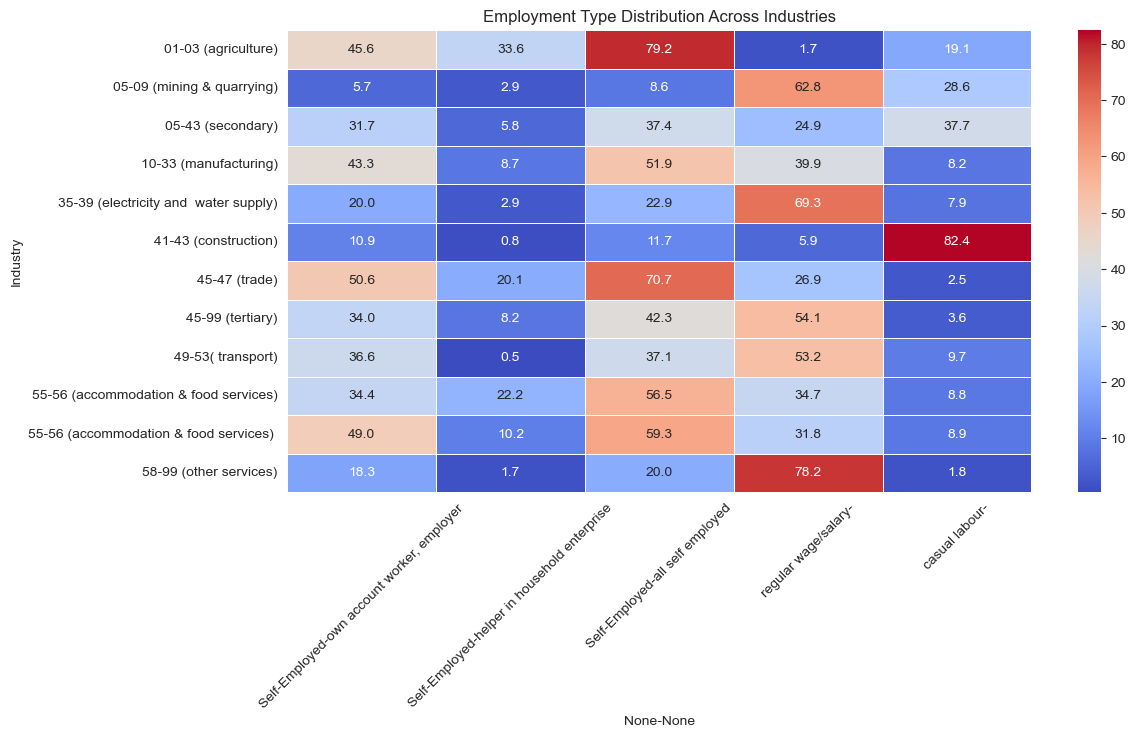 Employment Type Distribution Across Industries
Industry
01-03 (agriculture) 45.6 33.6 79.2 1.7 19.1
05-09 (mining & quarrying) 5.7 2.9 8.6 62.8 28.6
05-43 (secondary) 31.7 5.8 37.4 24.9 37.7
10-33 (manufacturing) 43.3 8.7 51.9 39.9 8.2
35-39 (electricity and  water supply) 20.0 2.9 22.9 69.3 7.9
41-43 (construction) 10.9 0.8 11.7 5.9 82.4
45-47 (trade) 50.6 20.1 70.7 26.9 2.5
45-99 (tertiary) 34.0 8.2 42.3 54.1 3.6
49-53( transport) 36.6 0.5 37.1 53.2 9.7
55-56 (accommodation & food services) 34.4 22.2 56.5 34.7 8.8
55-56 (accommodation & food services) 49.0 10.2 59.3 31.8 8.9
58-99 (other services) 18.3 1.7 20.0 78.2 1.8
Self-Employed-own account worker, employer
Self-Employed-helper in household enterprise
Self-Employed-all self employed
regular wage/salary-
casual labour-
None-None
80
70
60
50
40
30
20
10